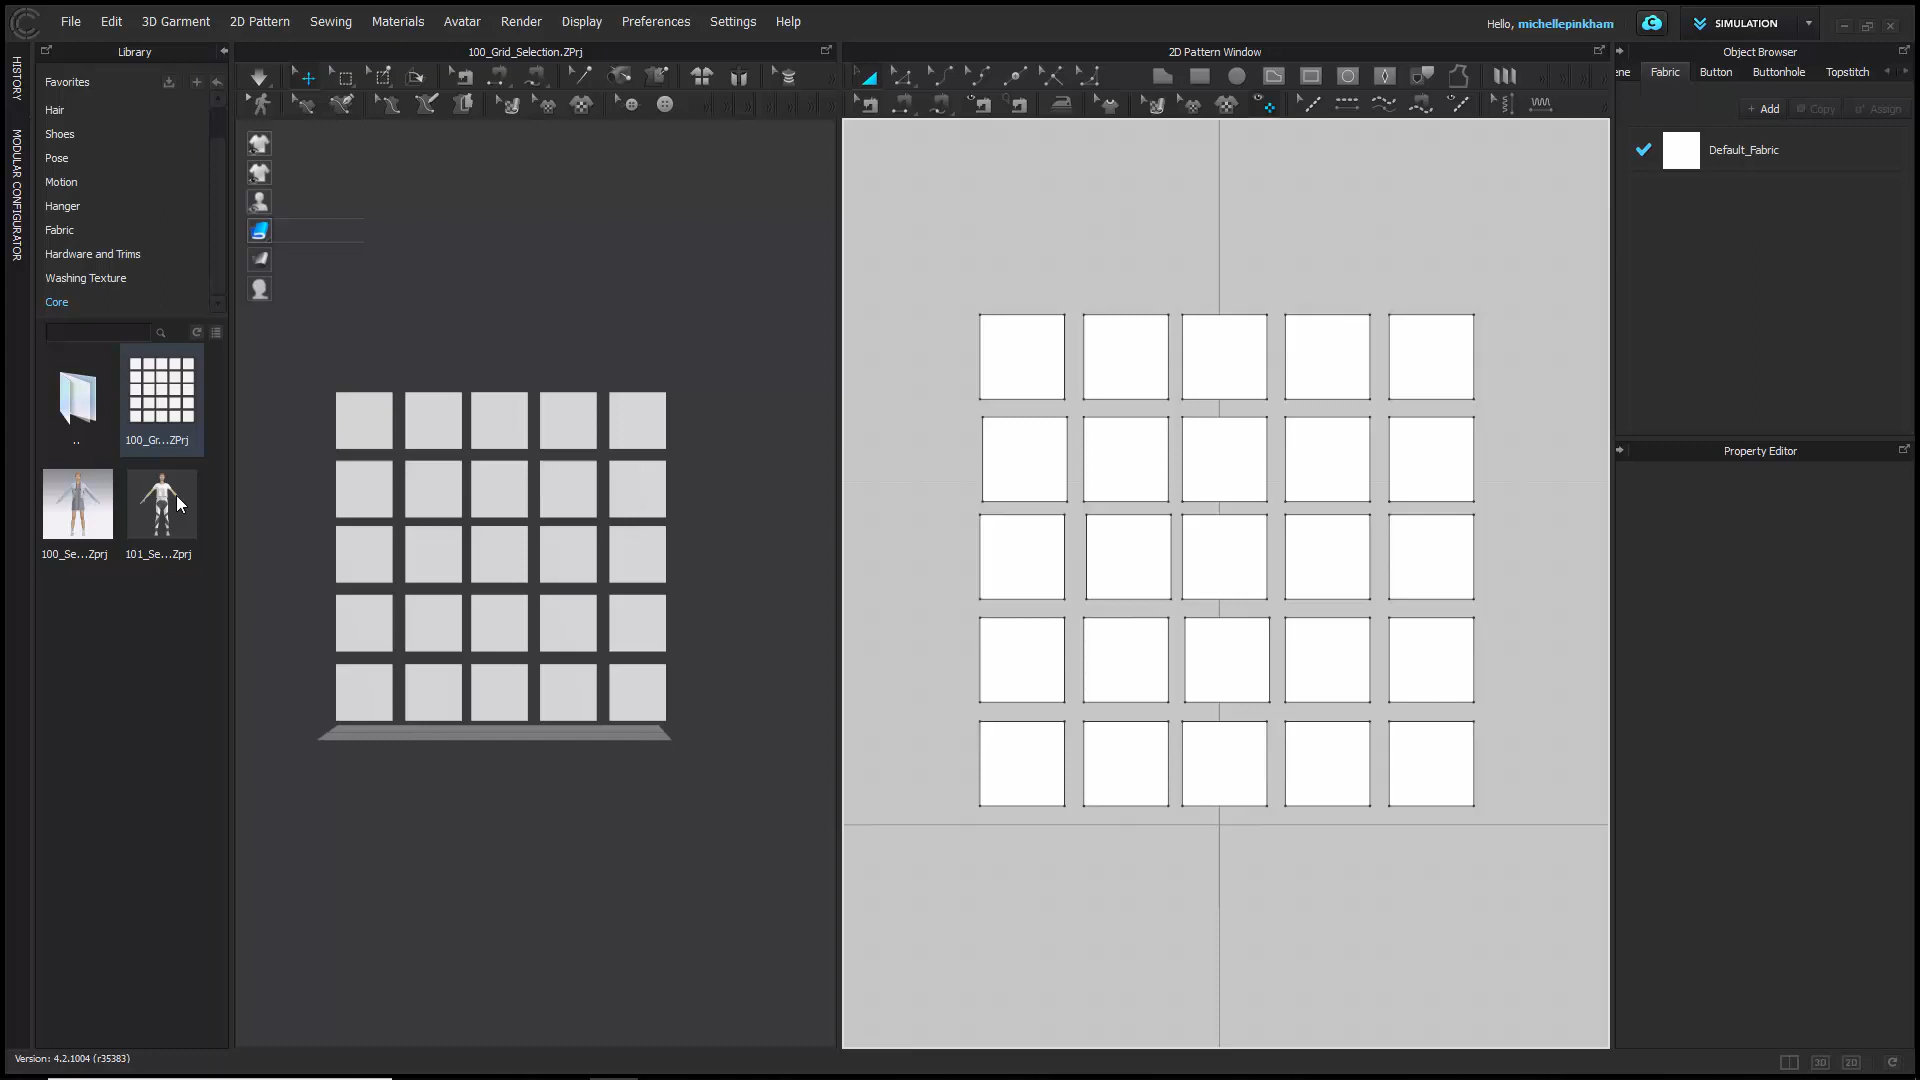 File Edit 3D Garment 2D Pattern Sewing Materials Avatar Render Display Preferences Settings Help
Hello, michellepinkham
SIMULATION
HISTORY
MODULAR CONFIGURATOR
Library
Favorites
Hair
Shoes
Pose
Motion
Hanger
Fabric
Hardware and Trims
Washing Texture
Core
..
100_Gr...ZPrj
100_Se...Zprj
101_Se...Zprj
100_Grid_Selection.ZPrj
2D Pattern Window
Object Browser
ene Fabric Button Buttonhole Topstitch
+ Add Copy Assign
Default_Fabric
Property Editor
Version: 4.2.1004 (r35383)
3D 2D